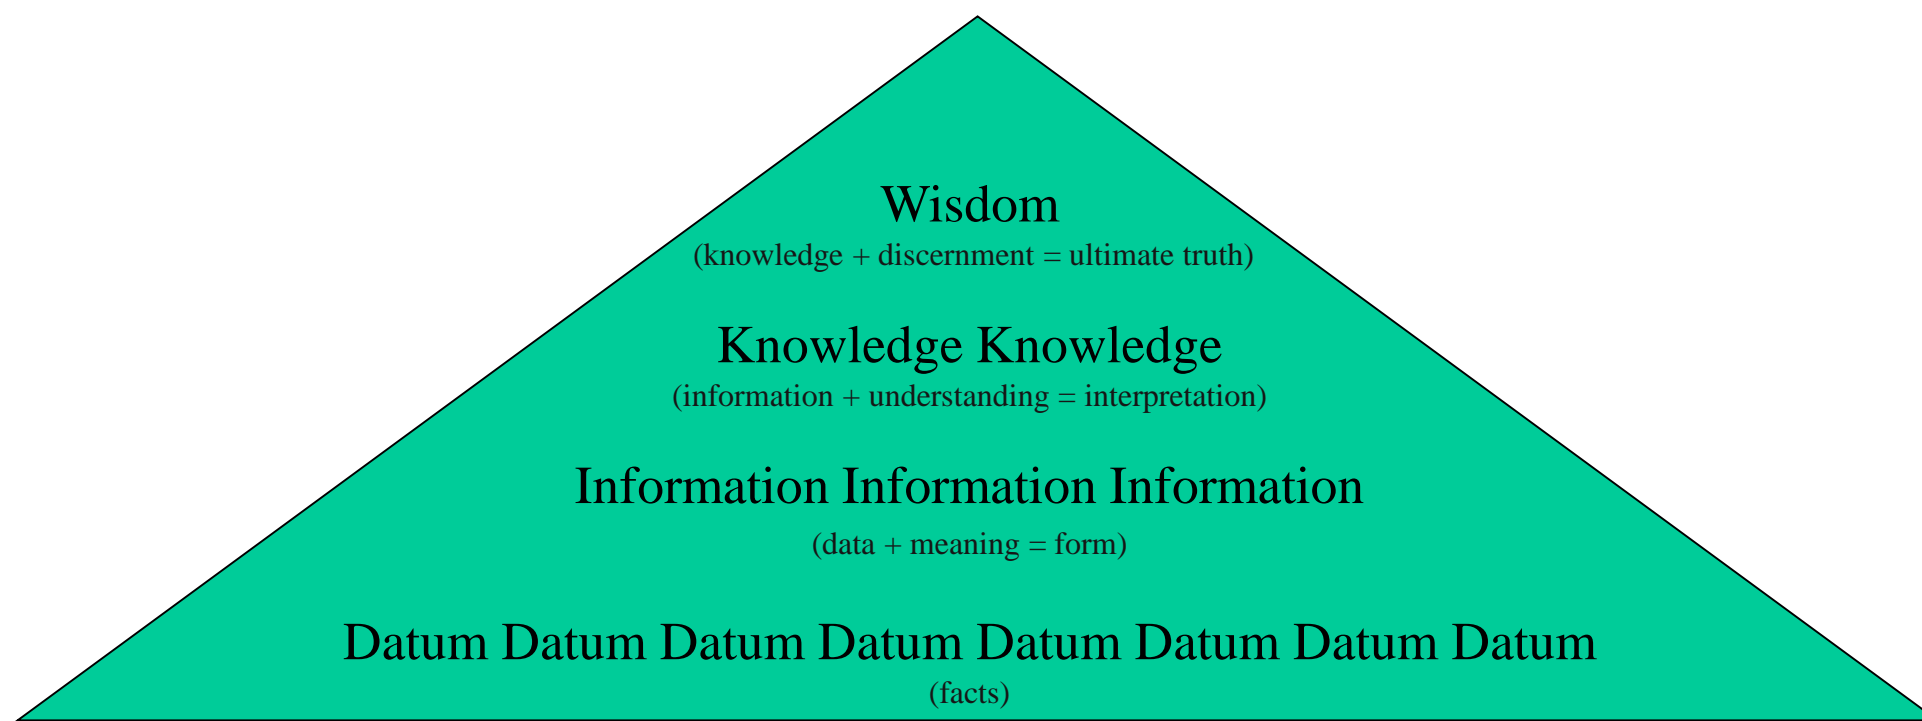 Wisdom
(knowledge + discernment = ultimate truth)
Knowledge Knowledge
(information + understanding = interpretation)
Information Information Information
(data + meaning = form)
Datum Datum Datum Datum Datum Datum Datum Datum
(facts)